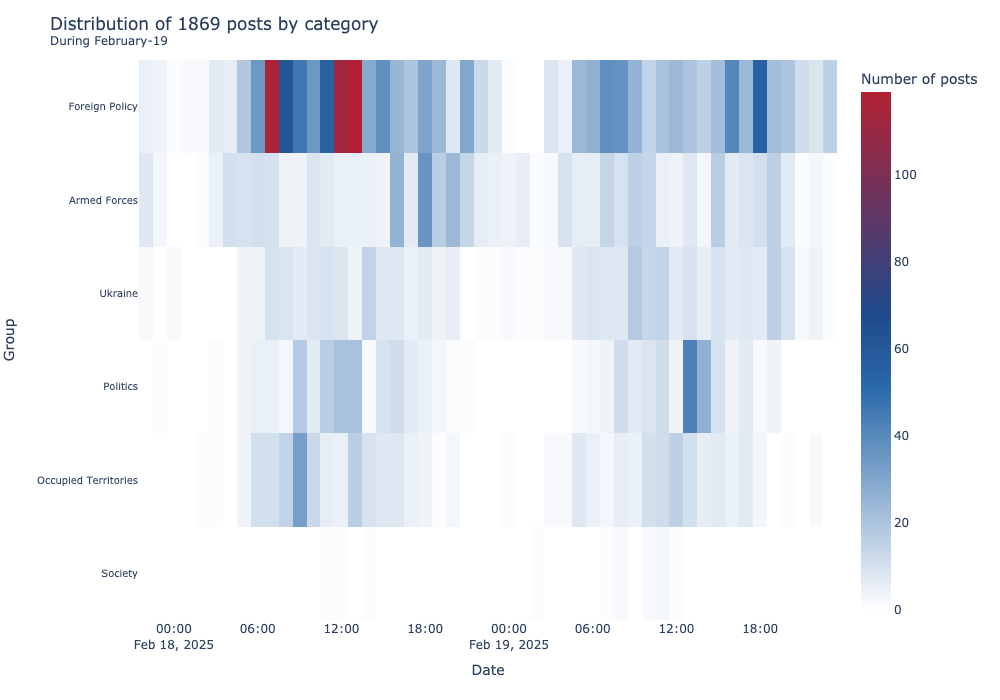 Distribution of 1869 posts by category
During February-19
Number of posts
Foreign Policy
Armed Forces
Ukraine
Politics
Occupied Territories
Society
Group
100
80
60
40
20
0
00:00
Feb 18, 2025
06:00
12:00
18:00
00:00
Feb 19, 2025
06:00
12:00
18:00
Date